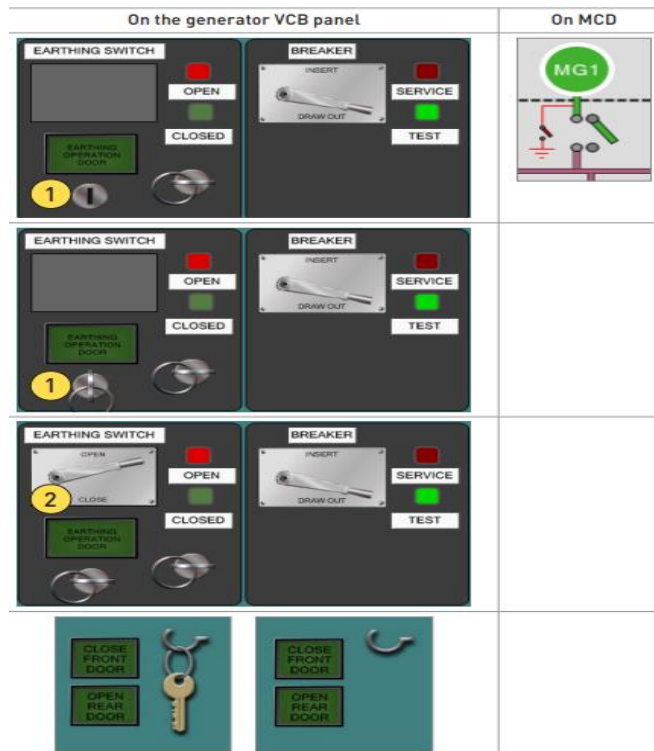 On the generator VCB panel
On MCD
EARTHING SWITCH
OPEN
CLOSED
EARTHING
OPERATION
DOOR
1
BREAKER
INSERT
DRAW OUT
SERVICE
TEST
MG1
EARTHING SWITCH
OPEN
CLOSED
EARTHING
OPERATION
DOOR
1
BREAKER
INSERT
DRAW OUT
SERVICE
TEST
EARTHING SWITCH
OPEN
CLOSE
2
OPEN
CLOSED
EARTHING
OPERATION
DOOR
BREAKER
INSERT
DRAW OUT
SERVICE
TEST
CLOSE
FRONT
DOOR
OPEN
REAR
DOOR
CLOSE
FRONT
DOOR
OPEN
REAR
DOOR